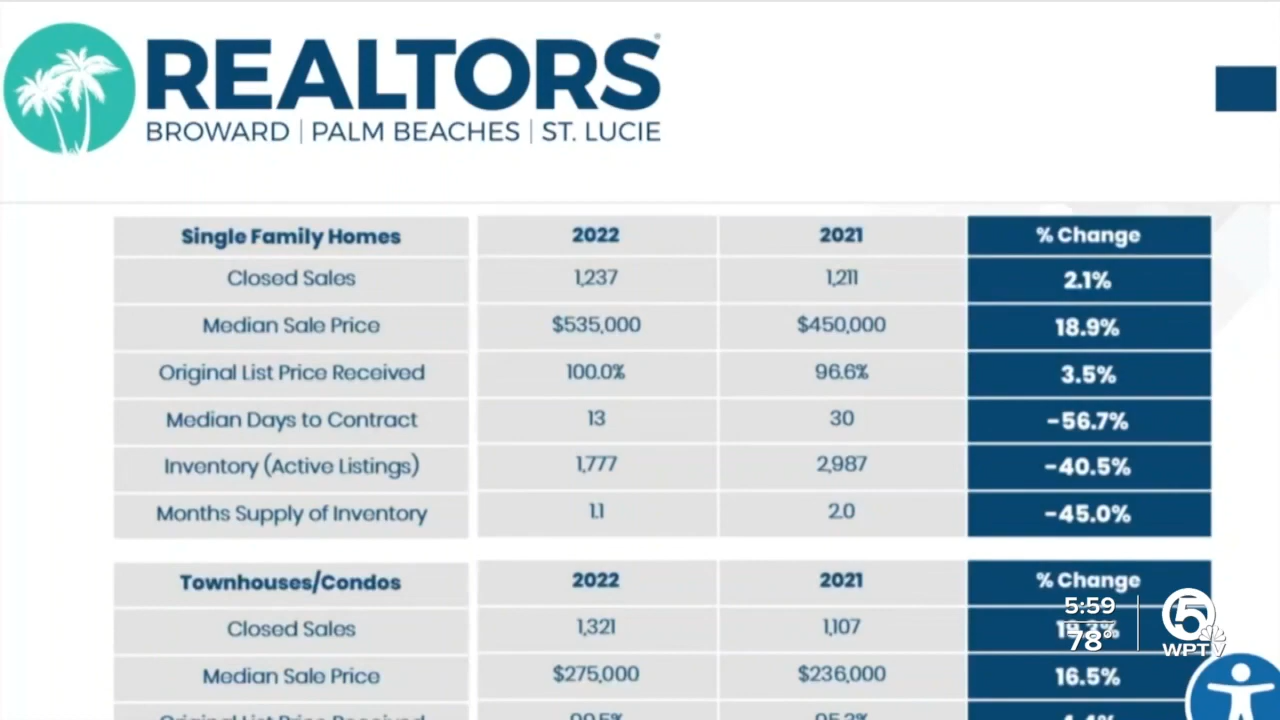 REALTORS®
BROWARD | PALM BEACHES | ST. LUCIE
Single Family Homes 2022 2021 % Change
Closed Sales 1,237 1,211 2.1%
Median Sale Price $535,000 $450,000 18.9%
Original List Price Received 100.0% 96.6% 3.5%
Median Days to Contract 13 30 -56.7%
Inventory (Active Listings) 1,777 2,987 -40.5%
Months Supply of Inventory 1.1 2.0 -45.0%
Townhouses/Condos 2022 2021 % Change
Closed Sales 1,321 1,107
Median Sale Price $275,000 $236,000 16.5%
Original List Price Received
5:59
78°
5
WPTV